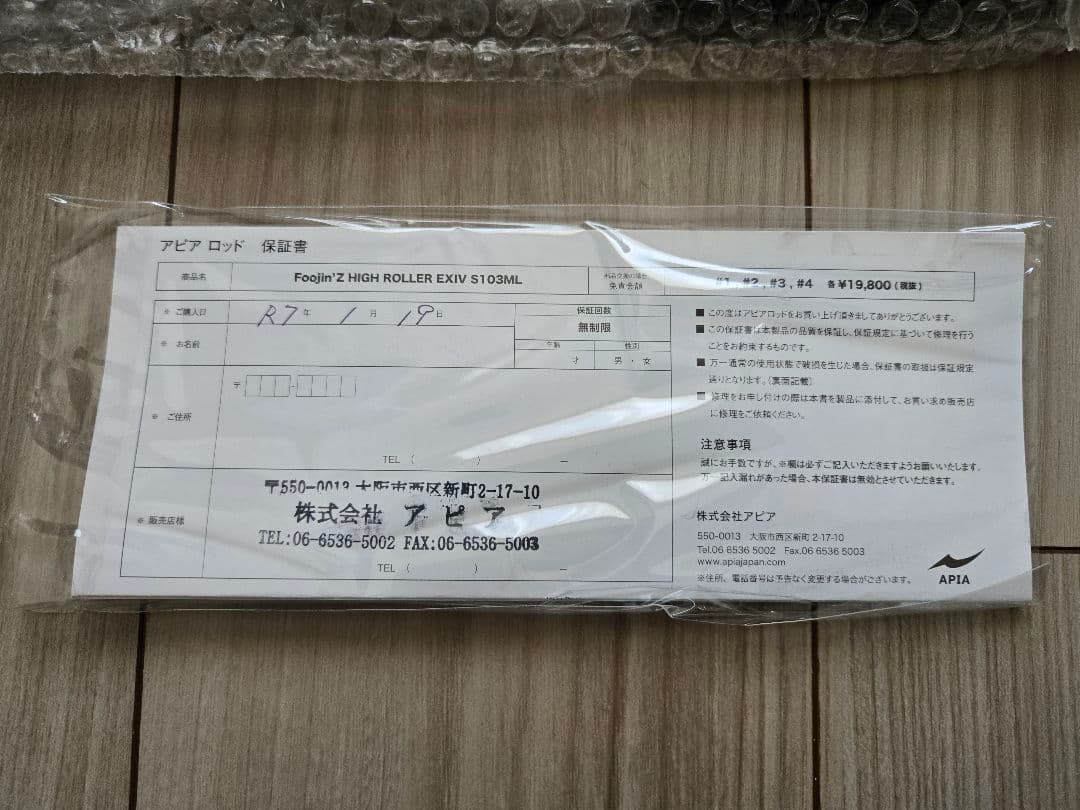 アピア ロッド 保証書
商品名 Foojin'Z HIGH ROLLER EXIV S103ML 部品交換の場合 免責金額 #1 , #2 , #3 , #4 各 ¥19,800 (税抜)
※ ご購入日 R7 年 1 月 19 日
保証回数
無制限
※ お名前
年齢 性別
才 男 ・ 女
※ ご住所 〒
TEL ( ) ー
※ 販売店様
〒550-0013 大阪市西区新町2-17-10
株式会社 アピア
TEL:06-6536-5002 FAX:06-6536-5003
TEL ( ) ー
■ この度はアピアロッドをお買い上げ頂きましてありがとうございます。
■ この保証書は本製品の品質を保証し、保証規定に基づいて修理を行う
ことをお約束するものです。
■ 万一通常の使用状態で破損を生じた場合、保証書の取扱は保証規定
送りとなります。(裏面記載)
■ 修理をお申し付けの際は本書を製品に添付して、お買い求め販売店
に修理をご依頼ください。
注意事項
誠にお手数ですが、※欄は必ずご記入いただきますようお願いいたします。
万一記入漏れがあった場合、本保証書は無効とさせていただきます。
株式会社アピア
550-0013 大阪市西区新町 2-17-10
Tel.06 6536 5002 Fax.06 6536 5003
www.apiajapan.com
※住所、電話番号は予告なく変更する場合がございます。
APIA